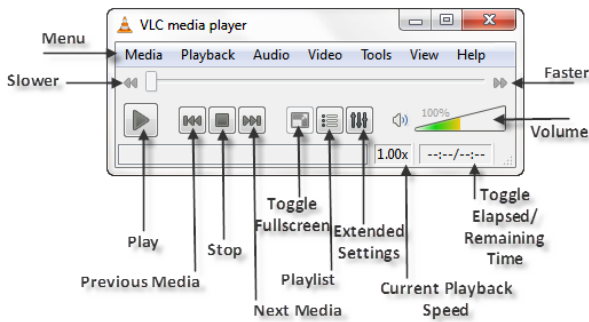 VLC media player
Menu
Media Playback Audio Video Tools View Help
Slower
Faster
100%
Volume
1.00x
--:--/--:--
Toggle
Fullscreen
Extended
Settings
Toggle
Elapsed/
Remaining
Time
Play
Stop
Previous Media
Playlist
Next Media
Current Playback
Speed